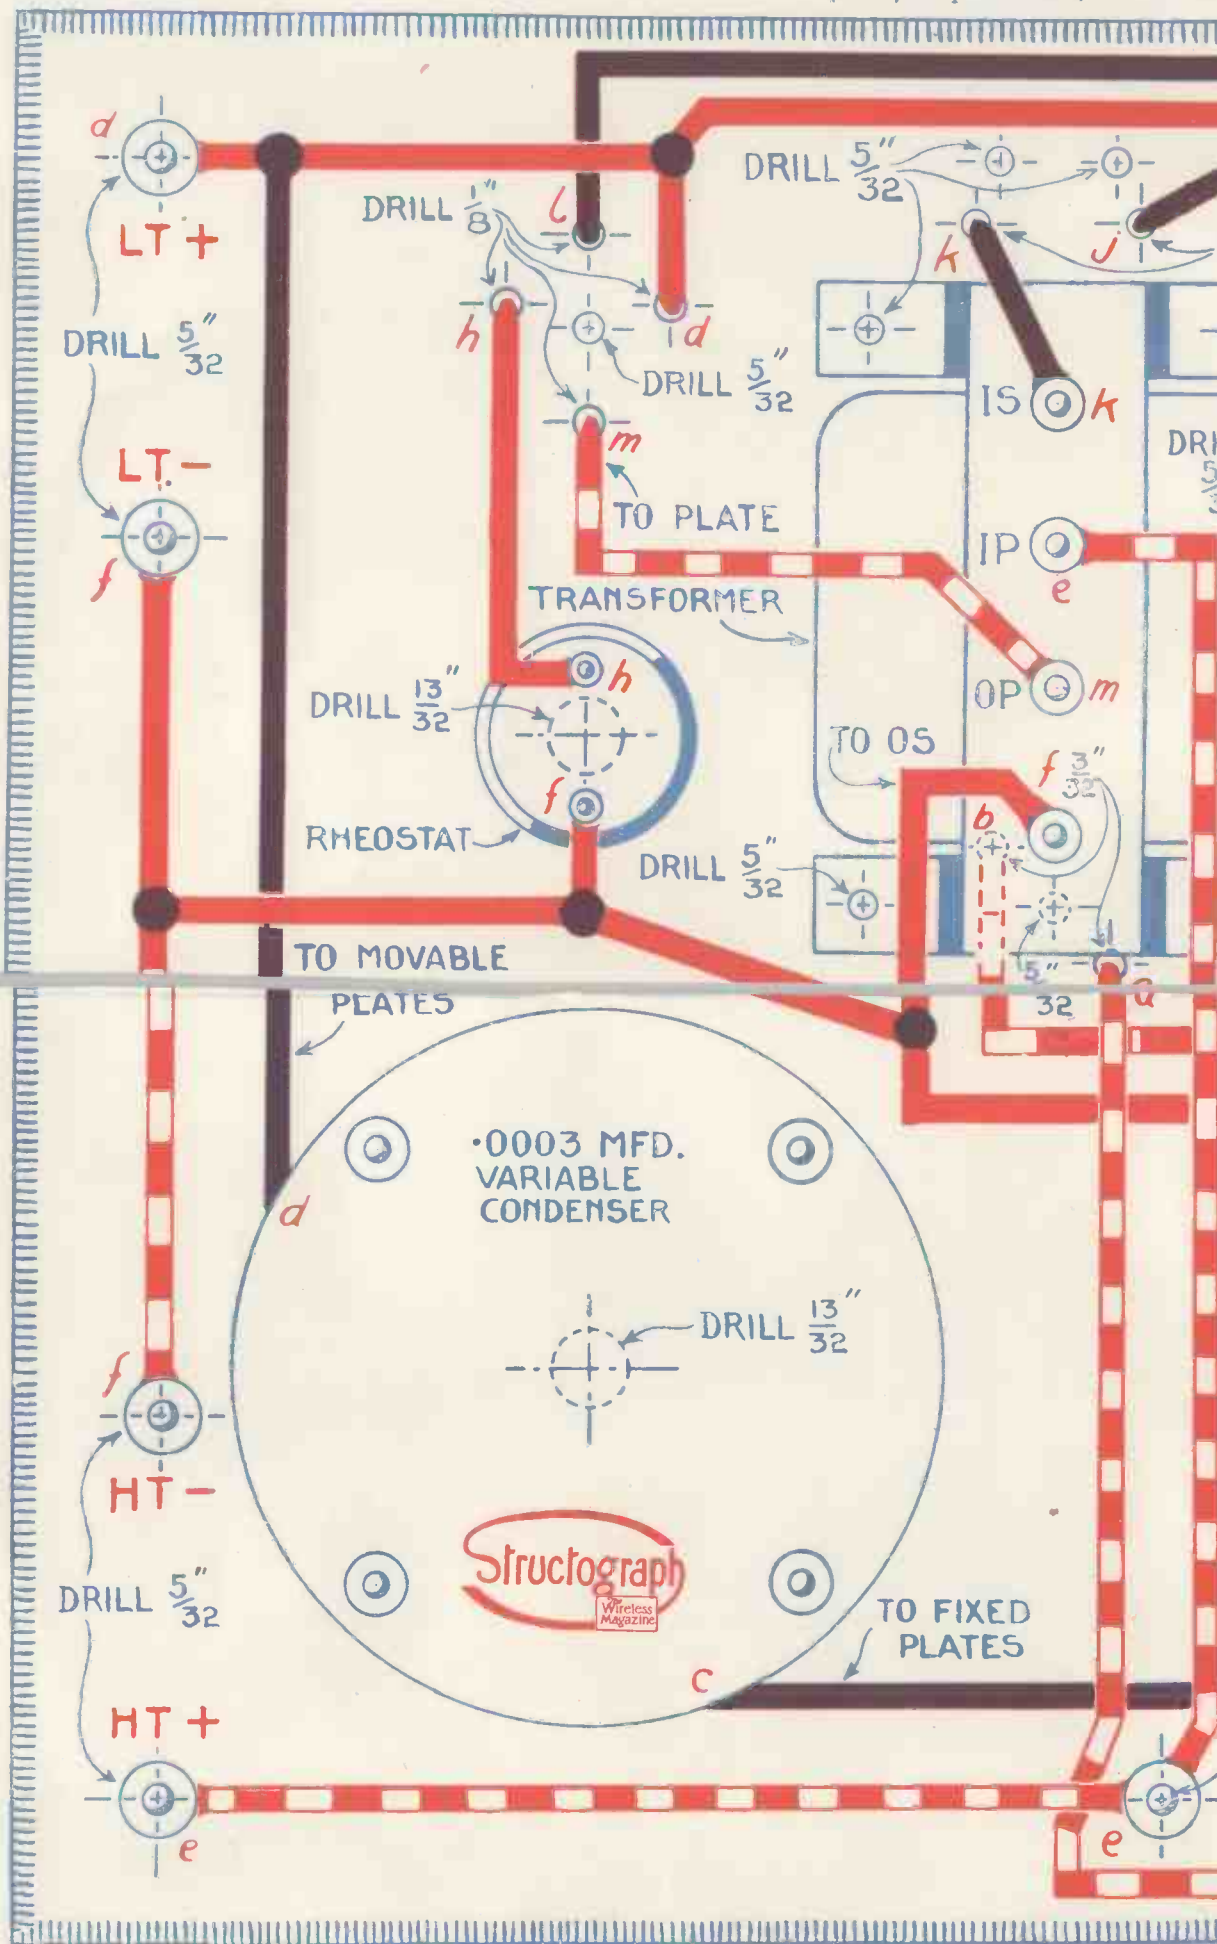 d
LT +
DRILL 5/32"
LT. -
f
DRILL 1/8"
l
h
d
DRILL 5/32"
m
TO PLATE
DRILL 5/32"
k
j
IS k
IP
e
OP m
TRANSFORMER
DRILL 13/32"
h
f
RHEOSTAT
TO OS
f 3/32"
b
DRILL 5/32"
5/32"
a
TO MOVABLE
PLATES
d
·0003 MFD.
VARIABLE
CONDENSER
DRILL 13/32"
f
HT -
DRILL 5/32"
HT +
e
Structograph
The
Wireless
Magazine
c
TO FIXED
PLATES
e